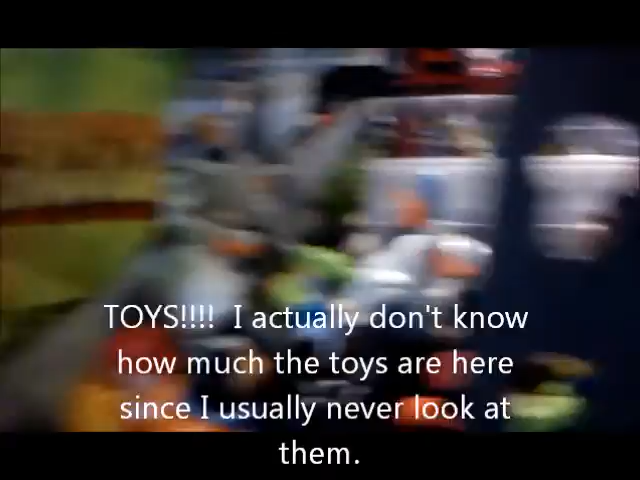 TOYS!!!!  I actually don't know
how much the toys are here
since I usually never look at
them.